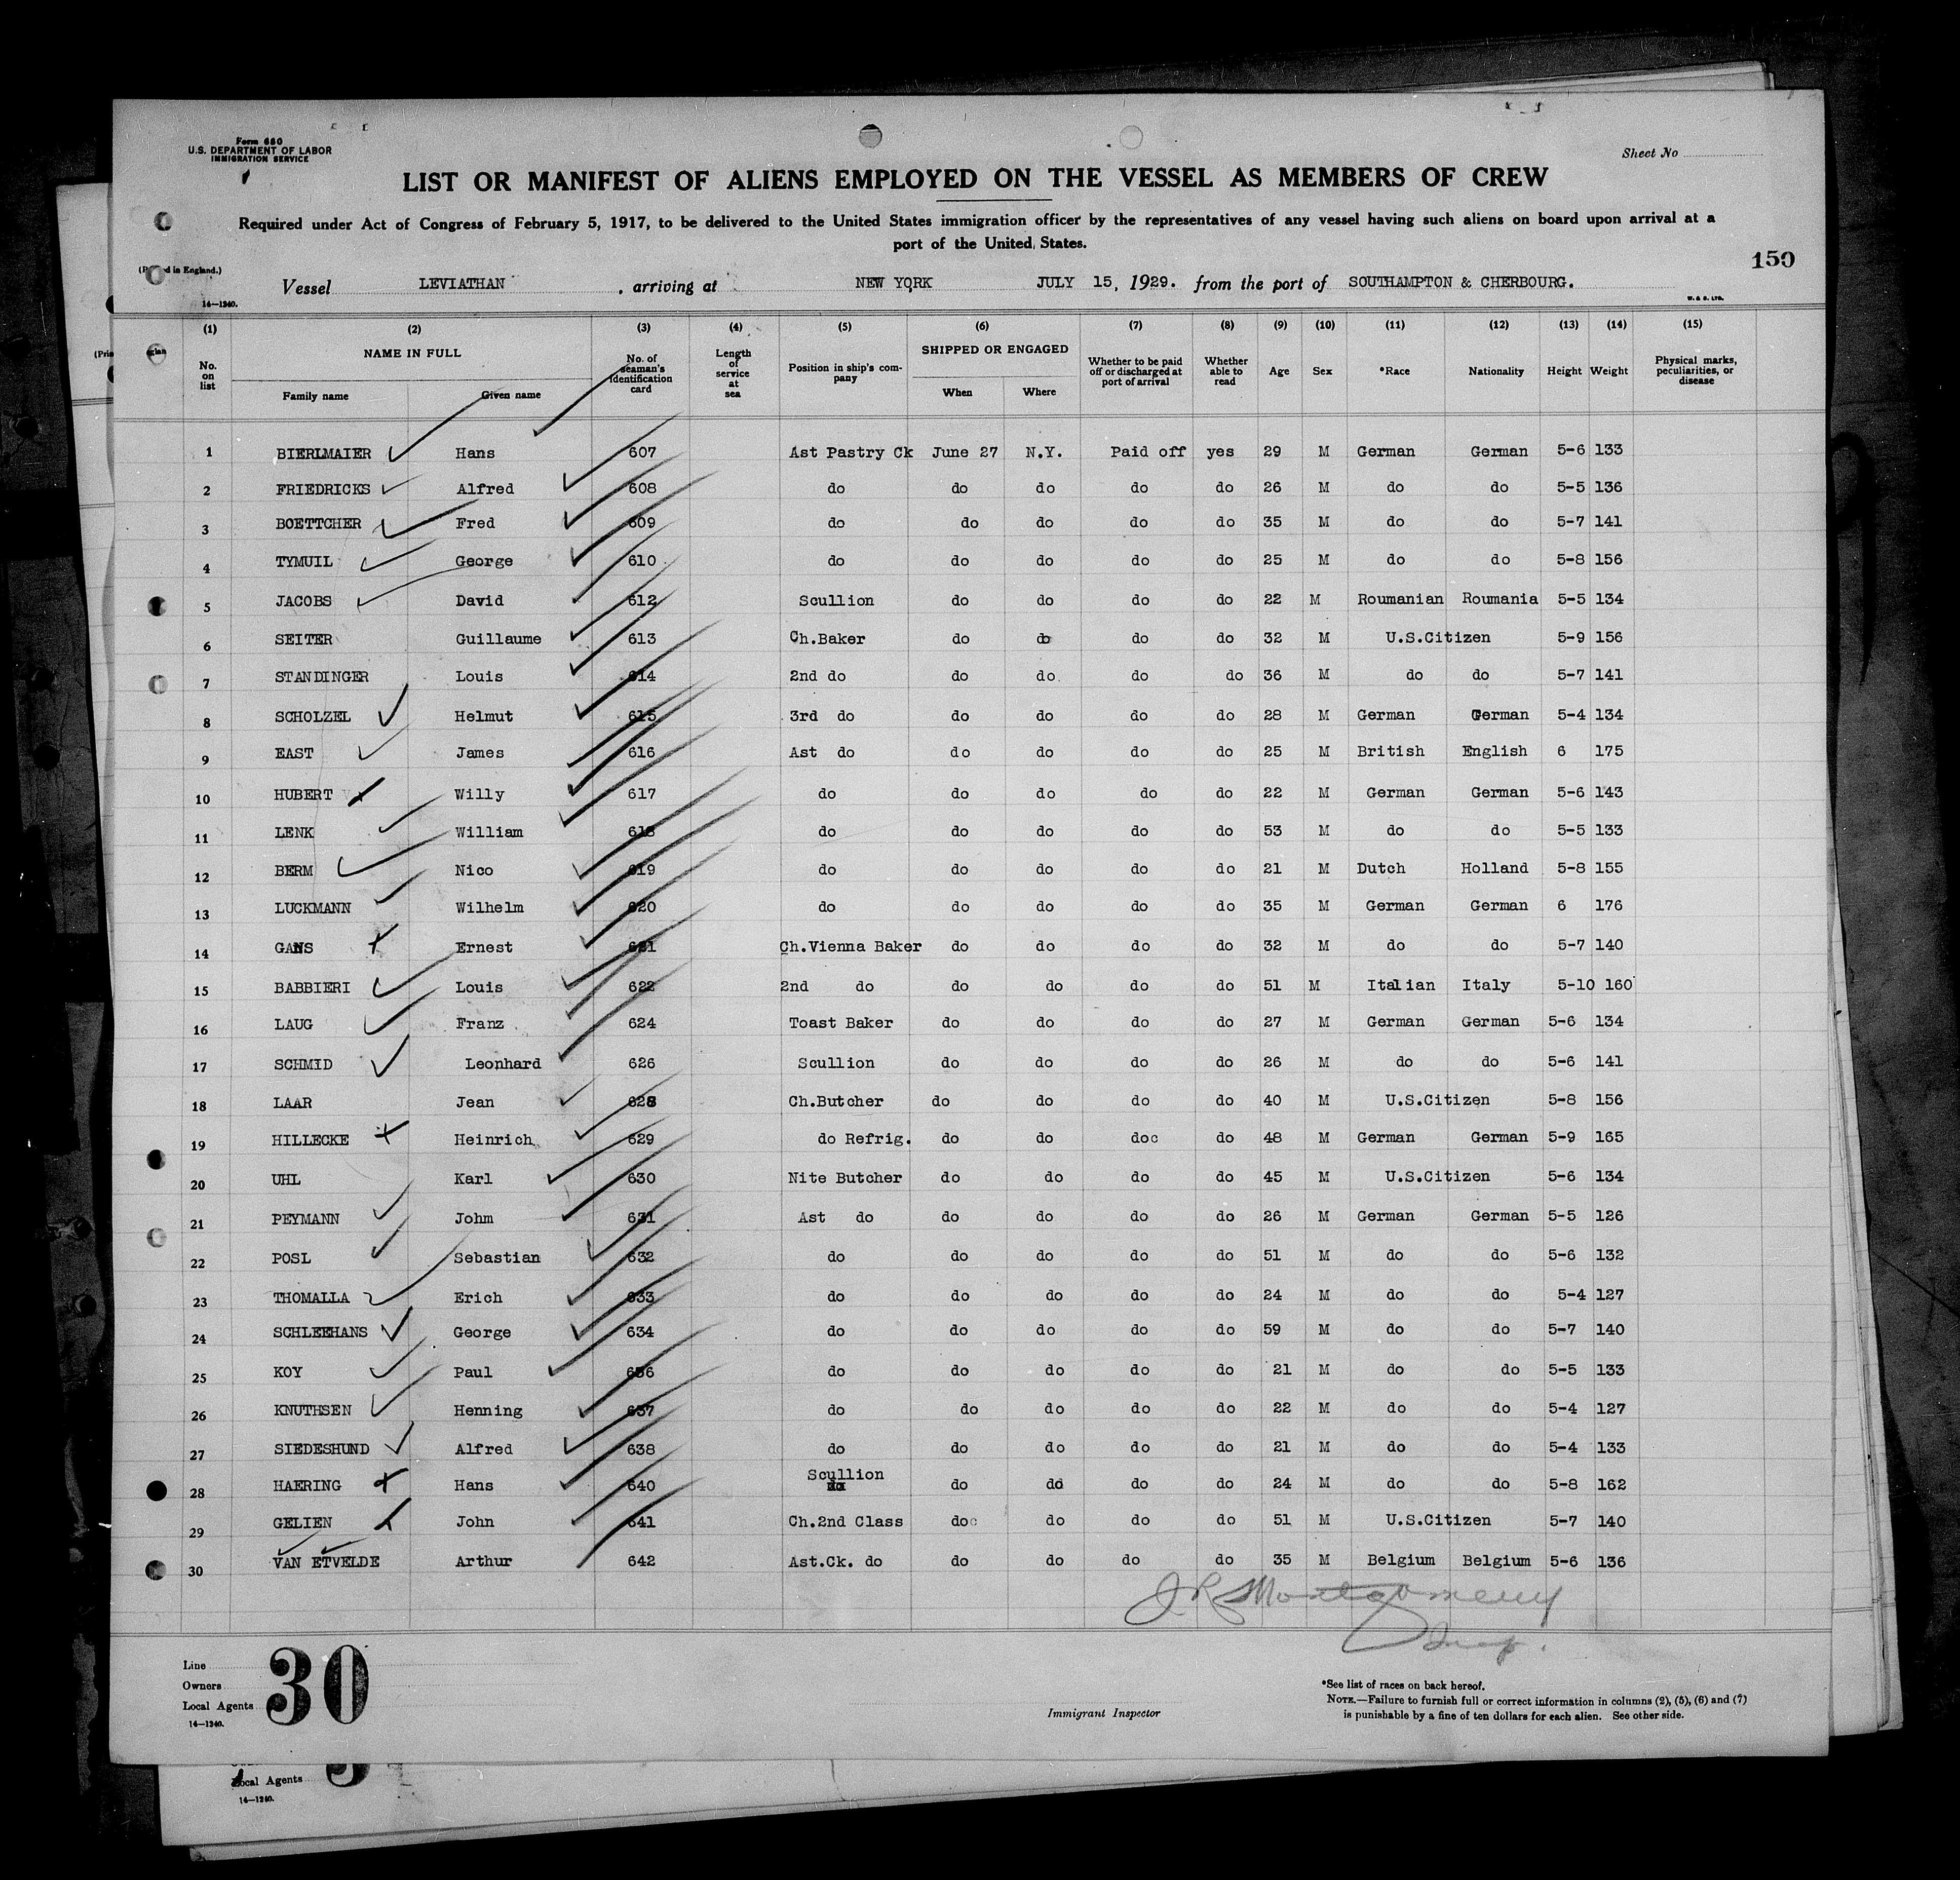 Form 680
U.S. DEPARTMENT OF LABOR
IMMIGRATION SERVICE
Sheet No
LIST OR MANIFEST OF ALIENS EMPLOYED ON THE VESSEL AS MEMBERS OF CREW
Required under Act of Congress of February 5, 1917, to be delivered to the United States immigration officer by the representatives of any vessel having such aliens on board upon arrival at a
port of the United States.
150
Vessel LEVIATHAN , arriving at NEW YORK JULY 15, 1929. from the port of SOUTHAMPTON & CHERBOURG.
14—1240. W. & S. LTD.
(1) (2) (3) (4) (5) (6) (7) (8) (9) (10) (11) (12) (13) (14) (15)
No. on list NAME IN FULL Family name Given name No. of seaman's identification card Length of service at sea Position in ship's company SHIPPED OR ENGAGED When Where Whether to be paid off or discharged at port of arrival Whether able to read Age Sex *Race Nationality Height Weight Physical marks, peculiarities, or disease
1 BIERLMAIER Hans 607 Ast Pastry Ck June 27 N.Y. Paid off yes 29 M German German 5-6 133
2 FRIEDRICKS Alfred 608 do do do do do 26 M do do 5-5 136
3 BOETTCHER Fred 609 do do do do do 35 M do do 5-7 141
4 TYMUIL George 610 do do do do do 25 M do do 5-8 156
5 JACOBS David 612 Scullion do do do do 22 M Roumanian Roumania 5-5 134
6 SEITER Guillaume 613 Ch.Baker do do do do 32 M U.S.Citizen 5-9 156
7 STANDINGER Louis 614 2nd do do do do do 36 M do do 5-7 141
8 SCHOLZEL Helmut 615 3rd do do do do do 28 M German German 5-4 134
9 EAST James 616 Ast do do do do do 25 M British English 6 175
10 HUBERT Willy 617 do do do do do 22 M German German 5-6 143
11 LENK William 618 do do do do do 53 M do do 5-5 133
12 BERM Nico 619 do do do do do 21 M Dutch Holland 5-8 155
13 LUCKMANN Wilhelm 620 do do do do do 35 M German German 6 176
14 GANS Ernest 621 Ch.Vienna Baker do do do do 32 M do do 5-7 140
15 BABBIERI Louis 622 2nd do do do do do 51 M Italian Italy 5-10 160
16 LAUG Franz 624 Toast Baker do do do do 27 M German German 5-6 134
17 SCHMID Leonhard 626 Scullion do do do do 26 M do do 5-6 141
18 LAAR Jean 628 Ch.Butcher do do do do 40 M U.S.Citizen 5-8 156
19 HILLECKE Heinrich 629 do Refrig. do do doc do 48 M German German 5-9 165
20 UHL Karl 630 Nite Butcher do do do do 45 M U.S.Citizen 5-6 134
21 PEYMANN Johm 631 Ast do do do do do 26 M German German 5-5 126
22 POSL Sebastian 632 do do do do do 51 M do do 5-6 132
23 THOMALLA Erich 633 do do do do do 24 M do do 5-4 127
24 SCHLEEHANS George 634 do do do do do 59 M do do 5-7 140
25 KOY Paul 636 do do do do do 21 M do do 5-5 133
26 KNUTHSEN Henning 637 do do do do do 22 M do do 5-4 127
27 SIEDESHUND Alfred 638 do do do do do 21 M do do 5-4 133
28 HAERING Hans 640 Scullion do do do do 24 M do do 5-8 162
29 GELIEN John 641 Ch.2nd Class doc do do do 51 M U.S.Citizen 5-7 140
30 VAN ETVELDE Arthur 642 Ast.Ck. do do do do do 35 M Belgium Belgium 5-6 136
J R Montgomery
Insp.
Line
Owners
Local Agents
14—1240.
30
Immigrant Inspector
*See list of races on back hereof.
NOTE.—Failure to furnish full or correct information in columns (2), (5), (6) and (7)
is punishable by a fine of ten dollars for each alien. See other side.
Local Agents
14—1240.